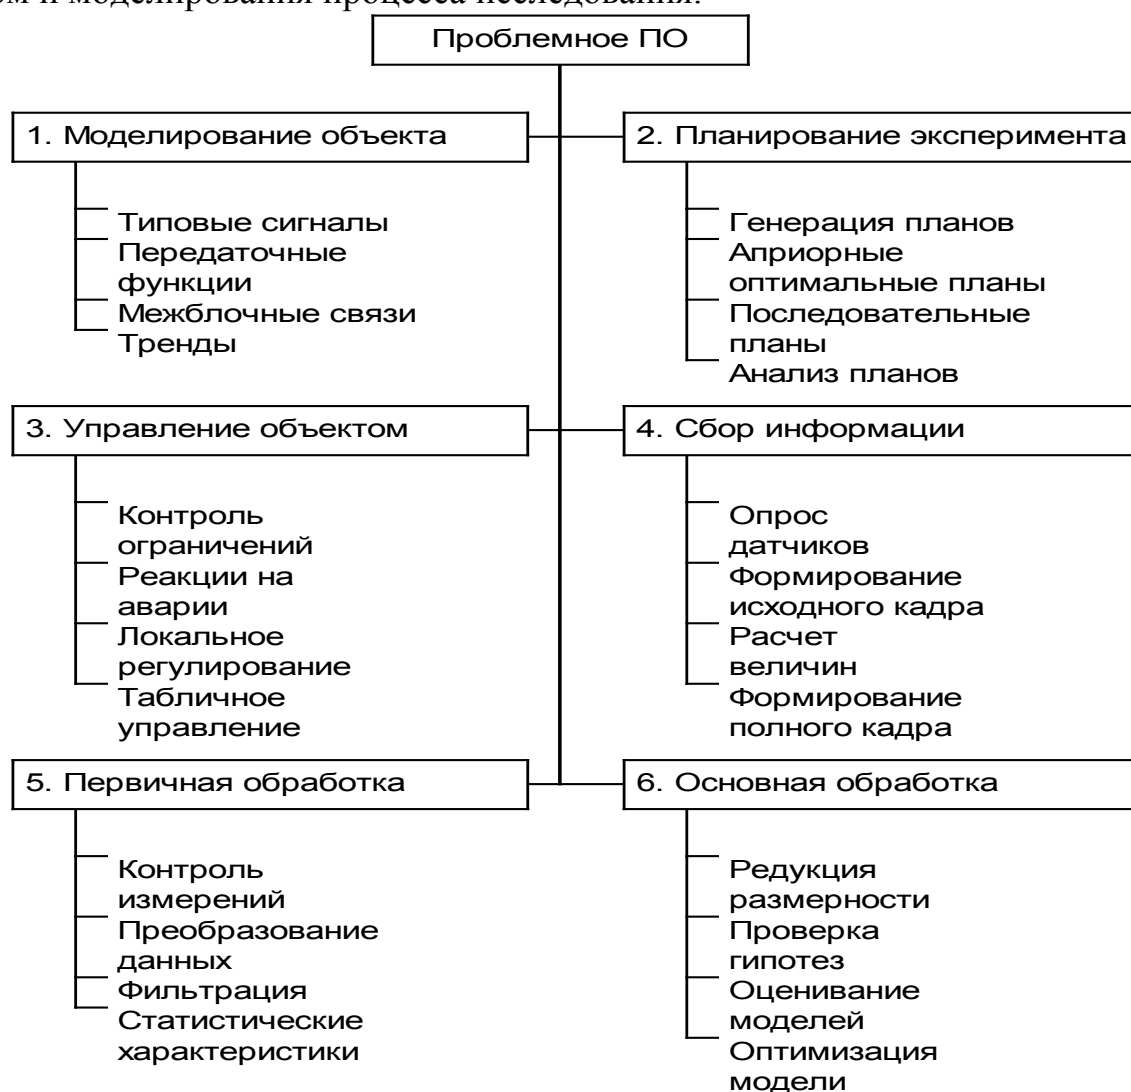 ом и моделирования процесса исследования.
Проблемное ПО
1. Моделирование объекта
Типовые сигналы
Передаточные
функции
Межблочные связи
Тренды
2. Планирование эксперимента
Генерация планов
Априорные
оптимальные планы
Последовательные
планы
Анализ планов
3. Управление объектом
Контроль
ограничений
Реакции на
аварии
Локальное
регулирование
Табличное
управление
4. Сбор информации
Опрос
датчиков
Формирование
исходного кадра
Расчет
величин
Формирование
полного кадра
5. Первичная обработка
Контроль
измерений
Преобразование
данных
Фильтрация
Статистические
характеристики
6. Основная обработка
Редукция
размерности
Проверка
гипотез
Оценивание
моделей
Оптимизация
модели